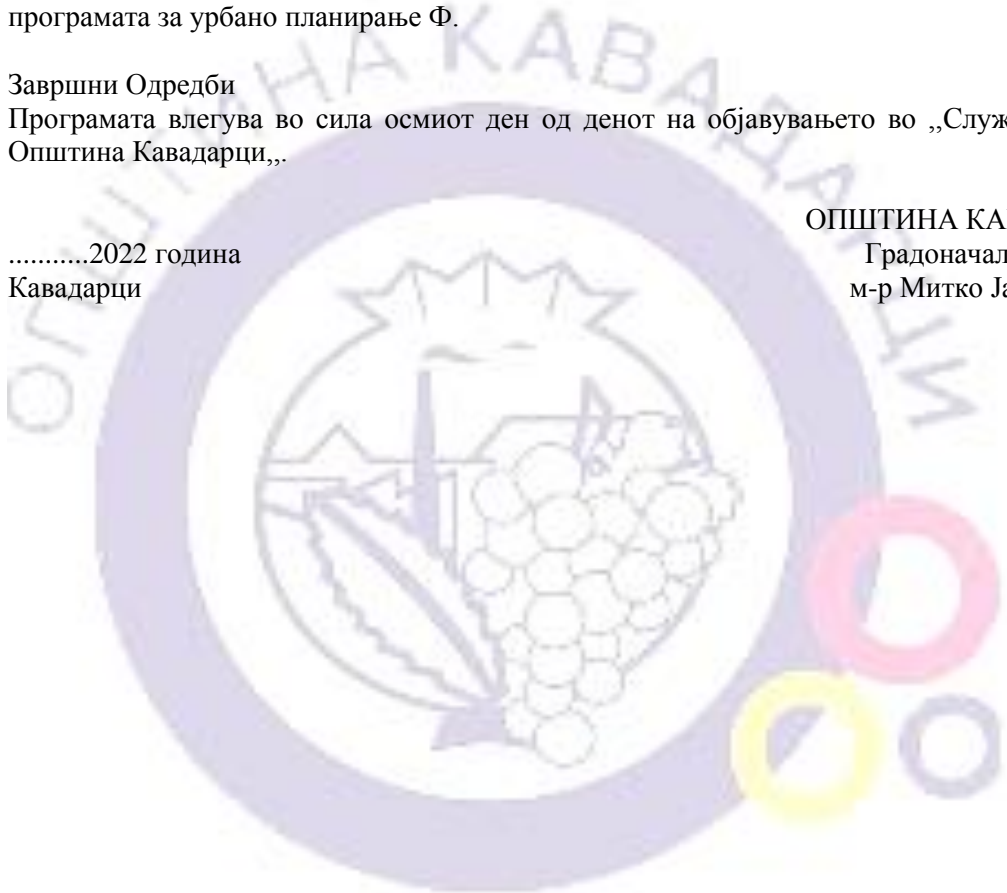 програмата за урбано планирање Ф.
Завршни Одредби
Програмата влегува во сила осмиот ден од денот на објавувањето во ,,Служ
Општина Кавадарци,,.
ОПШТИНА КА
...........2022 година
Градоначал
Кавадарци
м-р Митко Ја
ОПШТИНА КАВАДАРЦИ